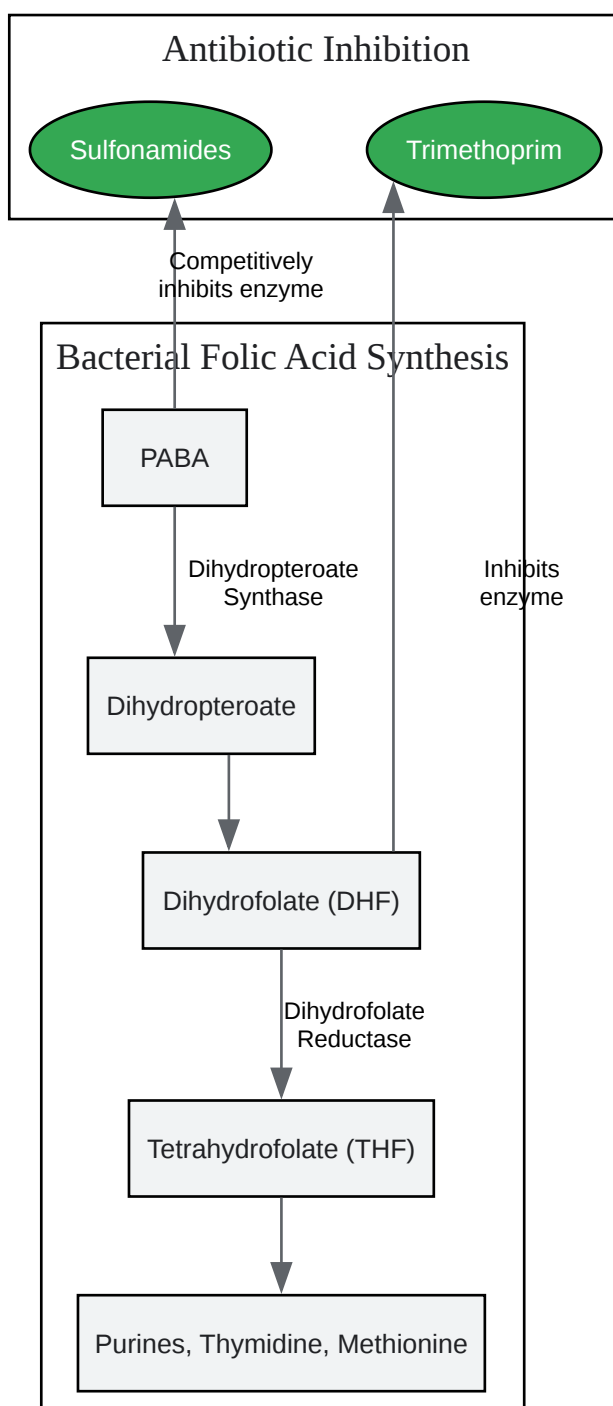 Antibiotic Inhibition
Sulfonamides
Trimethoprim
Competitively
inhibits enzyme
Bacterial Folic Acid Synthesis
PABA
Dihydropteroate
Synthase
Inhibits
enzyme
Dihydropteroate
Dihydrofolate (DHF)
Dihydrofolate
Reductase
Tetrahydrofolate (THF)
Purines, Thymidine, Methionine